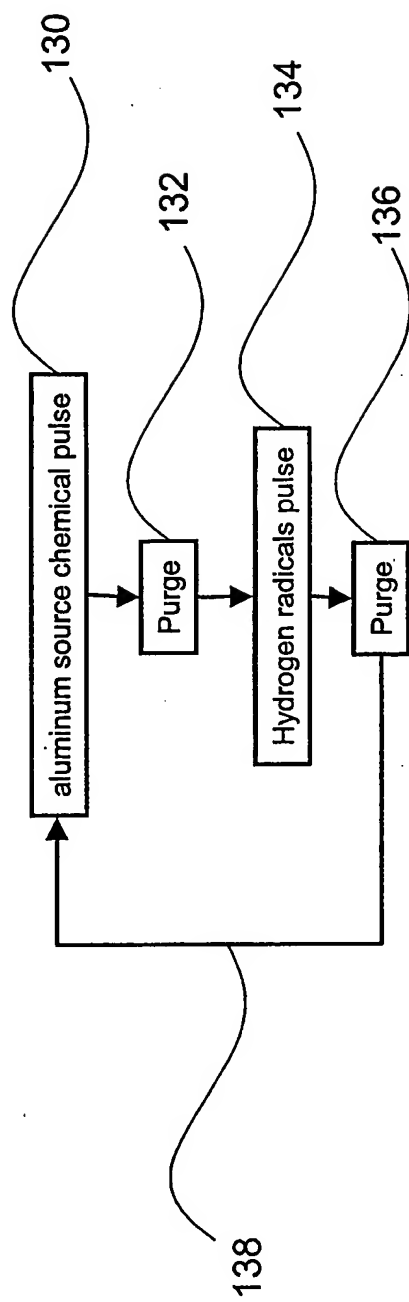 130
aluminum source chemical pulse
132
Purge
134
Hydrogen radicals pulse
136
Purge
138